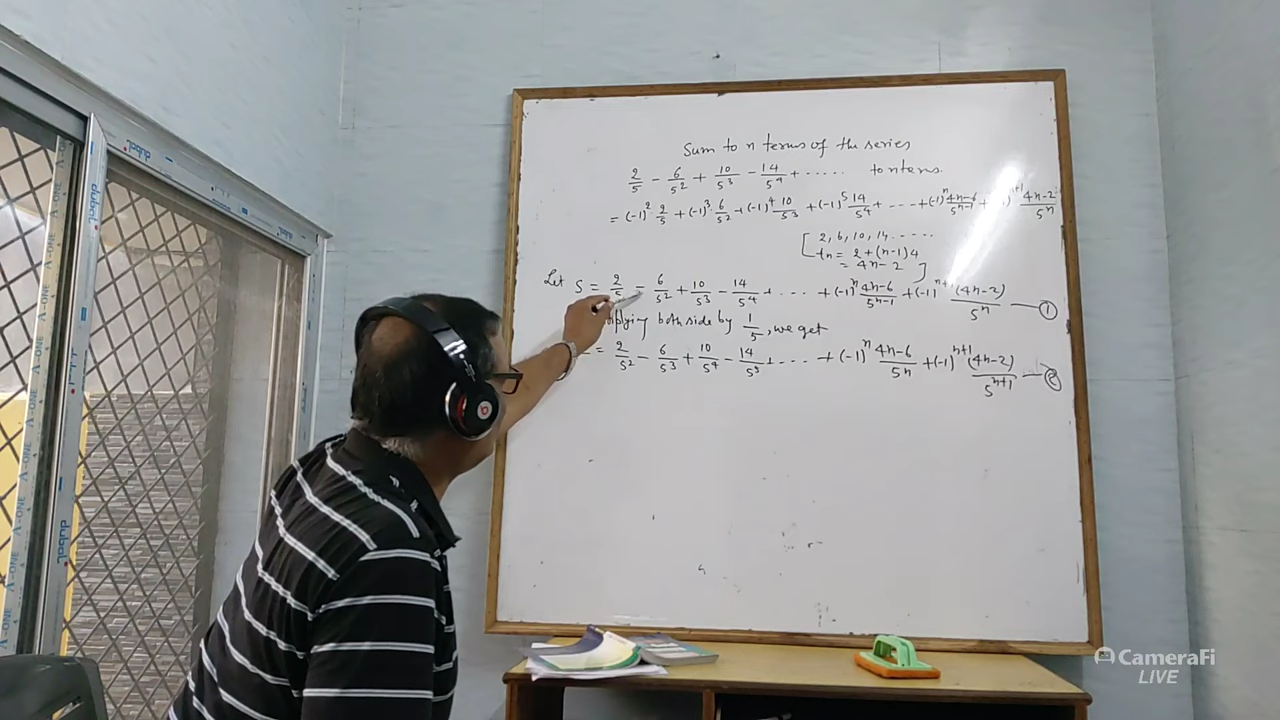 Sum to n terms of the series
2/5 - 6/5² + 10/5³ - 14/5⁴ + ...... to n terms
= (-1)² 2/5 + (-1)³ 6/5² + (-1)⁴ 10/5³ + (-1)⁵ 14/5⁴ + ... + (-1)ⁿ (4n-6)/5ⁿ⁻¹ + (-1)ⁿ⁺¹ (4n-2)/5ⁿ
[2, 6, 10, 14 .....
tn = 2 + (n-1) 4
= 4n - 2 ]
Let S = 2/5 - 6/5² + 10/5³ - 14/5⁴ + .... + (-1)ⁿ (4n-6)/5ⁿ⁻¹ + (-1)ⁿ⁺¹ (4n-2)/5ⁿ —①
both side by 1/5, we get
= 2/5² - 6/5³ + 10/5⁴ - 14/5⁵ + .... + (-1)ⁿ (4n-6)/5ⁿ + (-1)ⁿ⁺¹ (4n-2)/5ⁿ⁺¹ —②
dubal
A-ONE
CameraFi
LIVE